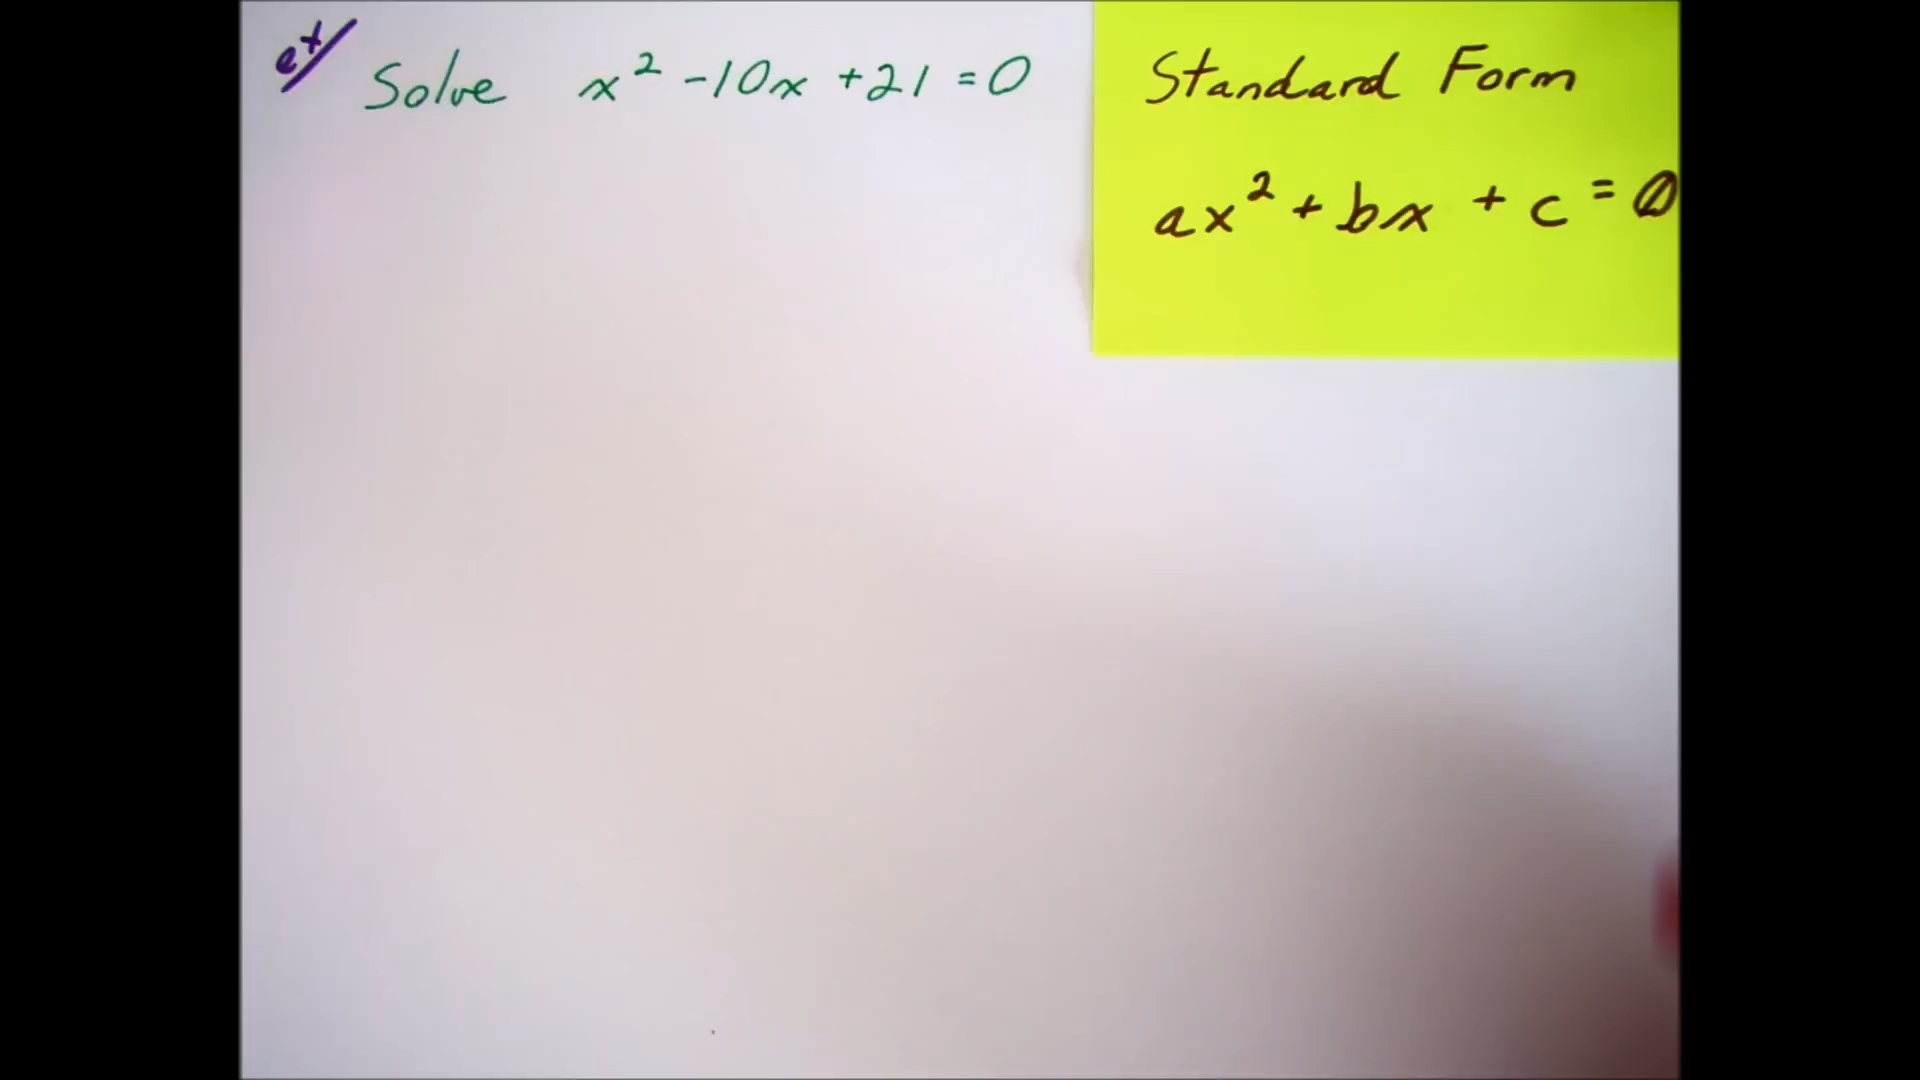 ex/ Solve x² -10x +21 =0
Standard Form
ax² + bx + c = 0